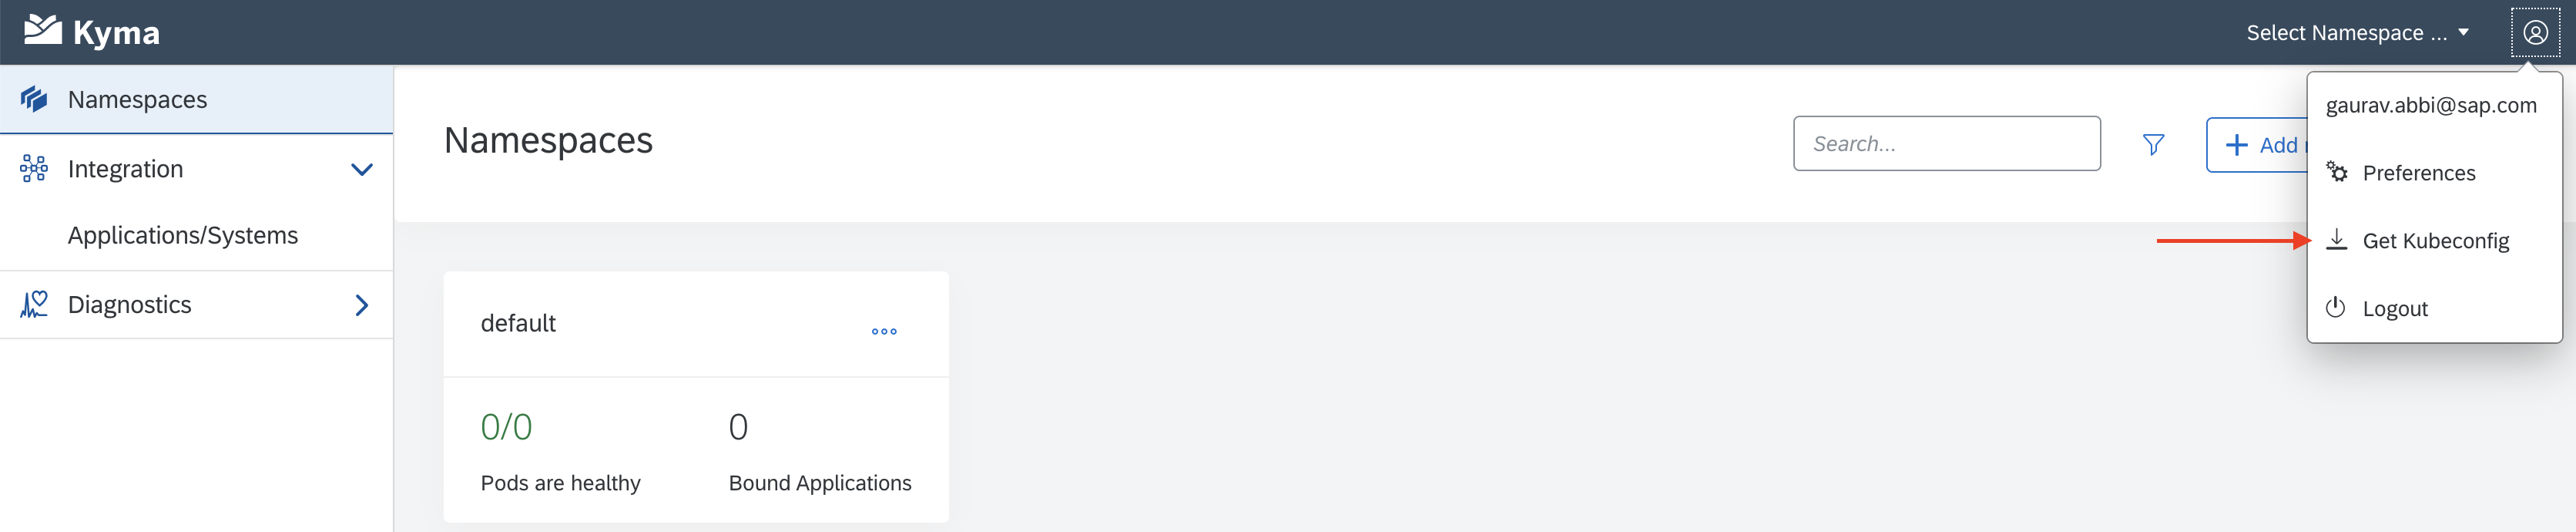 Kyma
Select Namespace ...
Namespaces
Integration
Applications/Systems
Diagnostics
Namespaces
Search...
Add
default
0/0
Pods are healthy
0
Bound Applications
gaurav.abbi@sap.com
Preferences
Get Kubeconfig
Logout